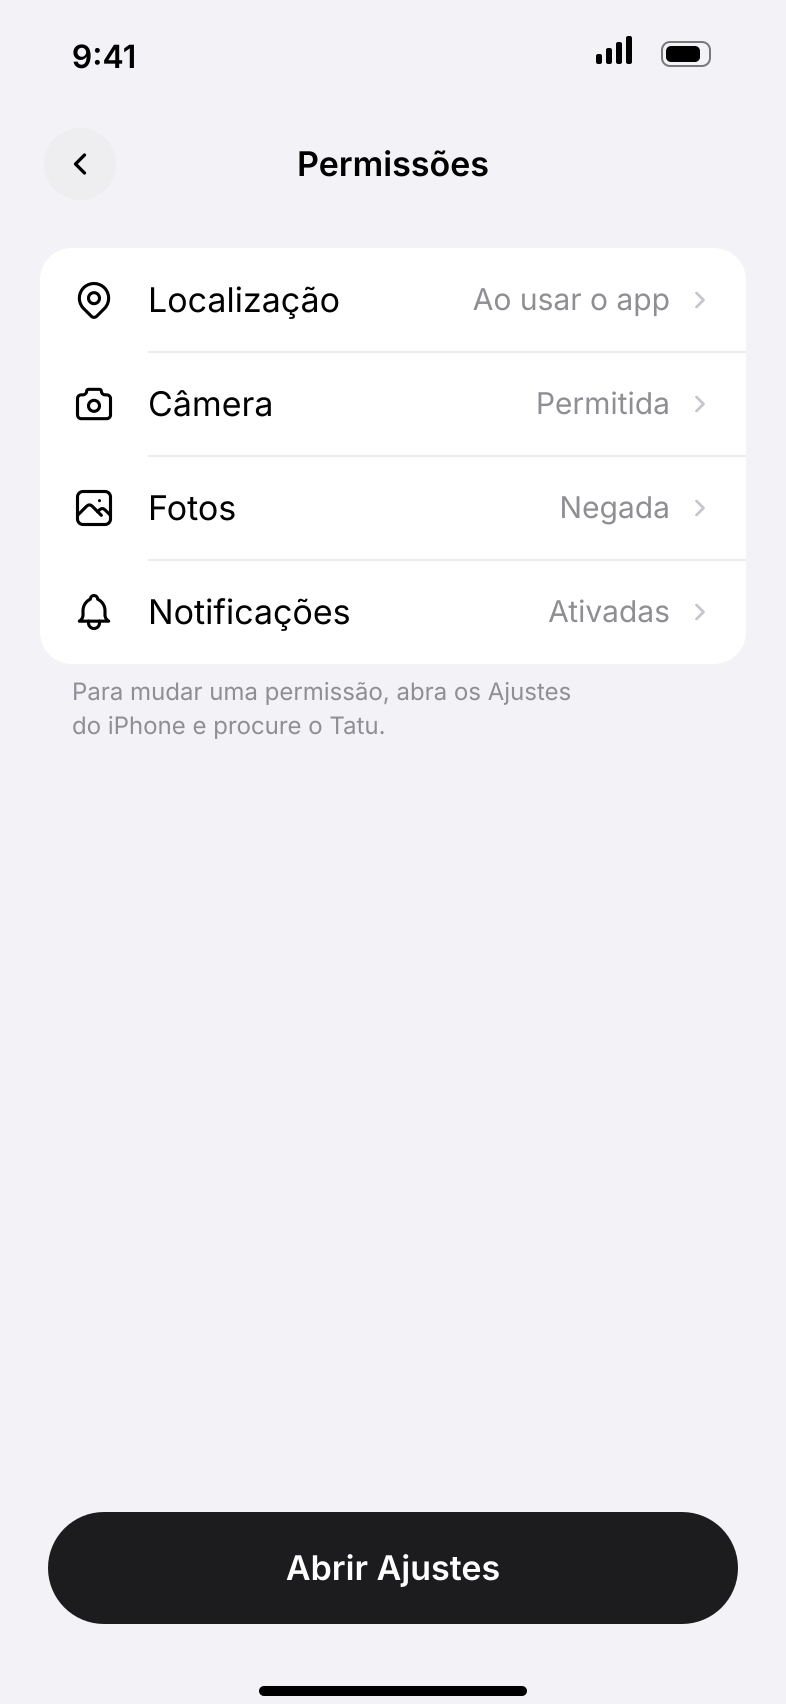 9:41
Permissões
Localização Ao usar o app
Câmera Permitida
Fotos Negada
Notificações Ativadas
Para mudar uma permissão, abra os Ajustes
do iPhone e procure o Tatu.
Abrir Ajustes